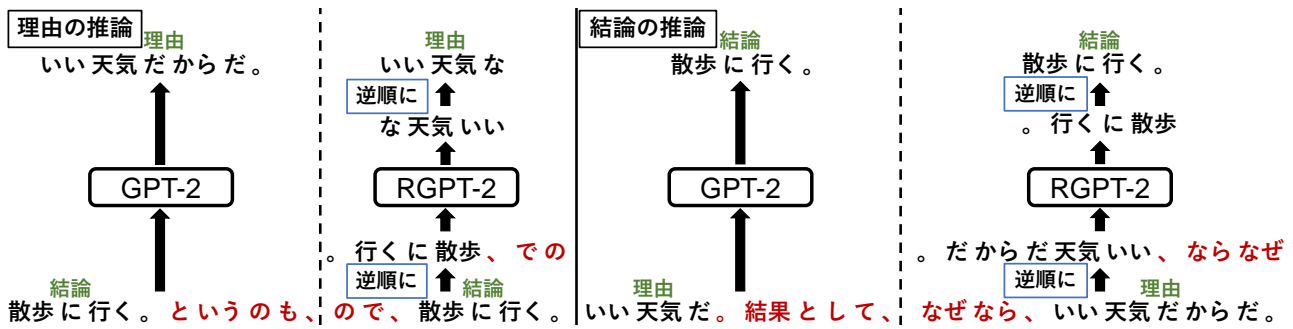 理由の推論
理由
いい 天気 だ から だ 。
GPT-2
結論
散歩 に 行く 。 と いう の も 、
理由
いい 天気 な
逆順に
な 天気 いい
RGPT-2
。 行く に 散歩 、 で の
逆順に
結論
の で 、 散歩 に 行く 。
結論の推論
結論
散歩 に 行く 。
GPT-2
理由
いい 天気 だ 。 結果 と して 、
結論
散歩 に 行く 。
逆順に
。 行く に 散歩
RGPT-2
。 だ から だ 天気 いい 、 なら なぜ
逆順に
理由
なぜ なら 、 いい 天気 だ から だ 。